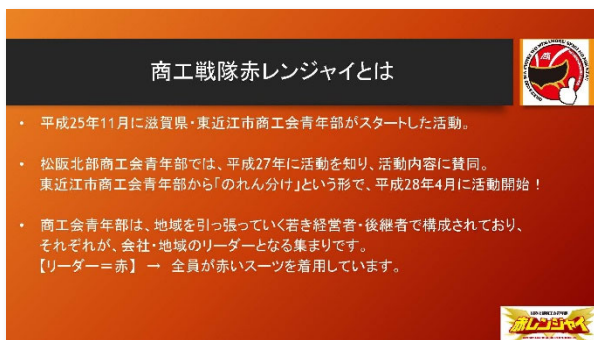 商工戦隊赤レンジャイとは
• 平成25年11月に滋賀県・東近江市商工会青年部がスタートした活動。
• 松阪北部商工会青年部では、平成27年に活動を知り、活動内容に賛同。
東近江市商工会青年部から「のれん分け」という形で、平成28年4月に活動開始！
• 商工会青年部は、地域を引っ張っていく若き経営者・後継者で構成されており、
それぞれが、会社・地域のリーダーとなる集まりです。
【リーダー＝赤】 → 全員が赤いスーツを着用しています。
赤レンジャイ